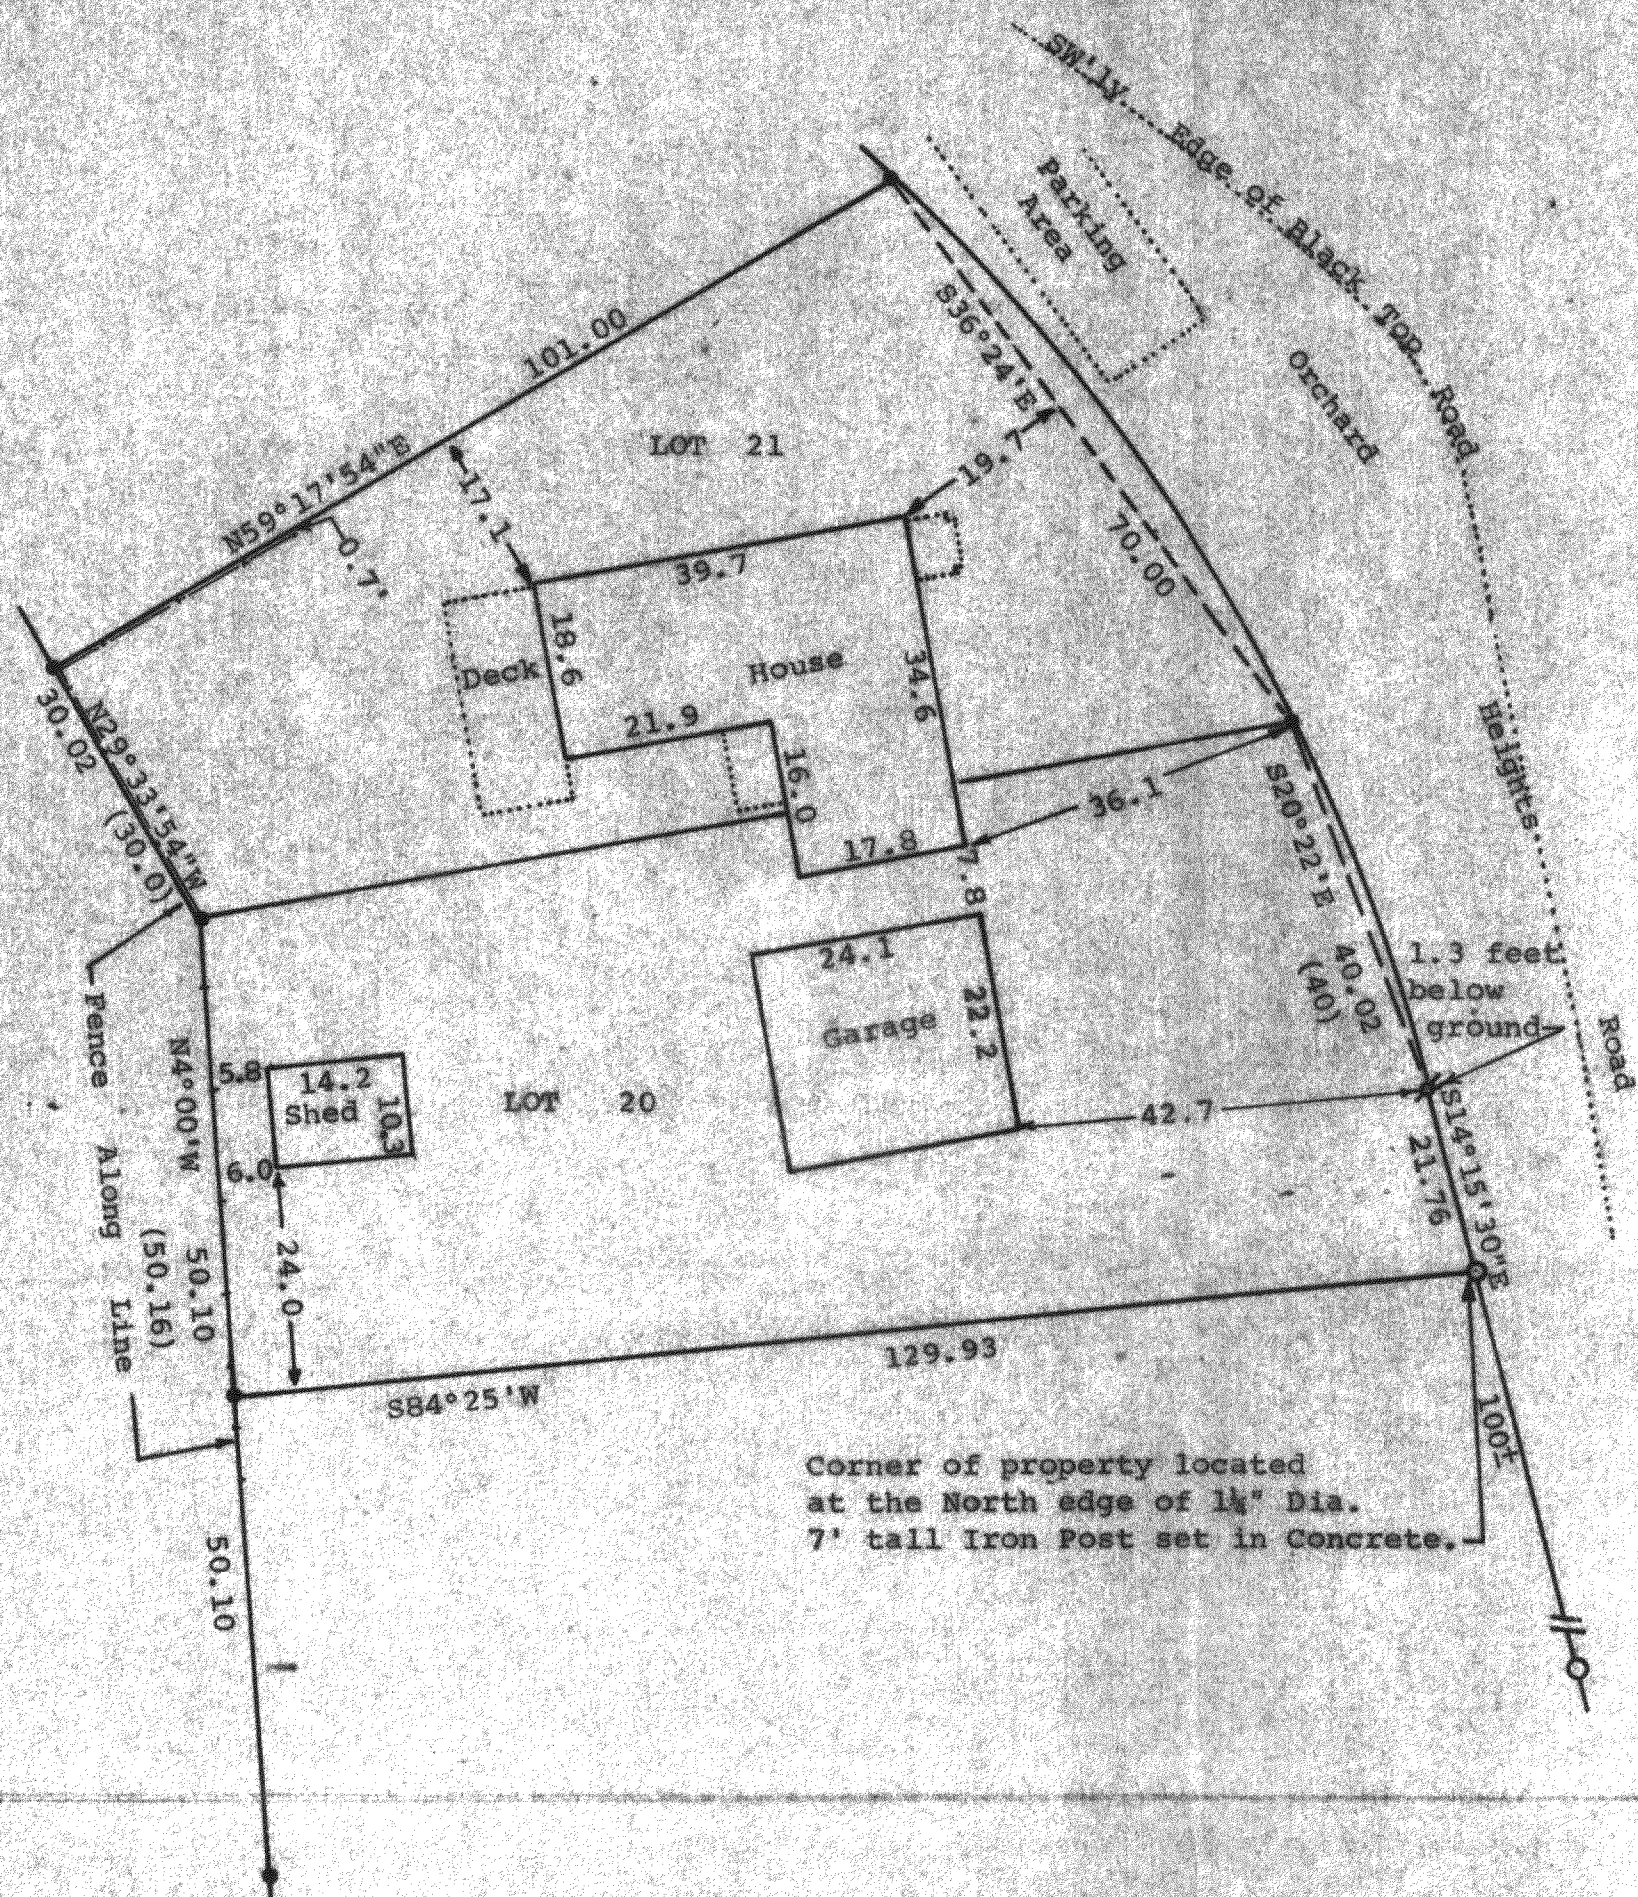 SW'ly Edge of Black Top Road
Parking
Area
Orchard Heights Road
S36°24'E
70.00
101.00
N59°17'54"E
LOT 21
17.1
19.7
0.7'
39.7
18.6
Deck
House
34.6
21.9
16.0
17.8
7.8
36.1
30.02
N29°33'54"W
(30.0)
S20°22'E
40.02
(40)
1.3 feet
below
ground
24.1
22.2
Garage
42.7
Fence Along Line
N4°00'W
50.10
(50.16)
5.8
14.2
Shed
10.3
6.0
24.0
LOT 20
S14°15'30"E
21.76
129.93
S84°25'W
100±
Corner of property located
at the North edge of 1¼" Dia.
7' tall Iron Post set in Concrete.
50.10